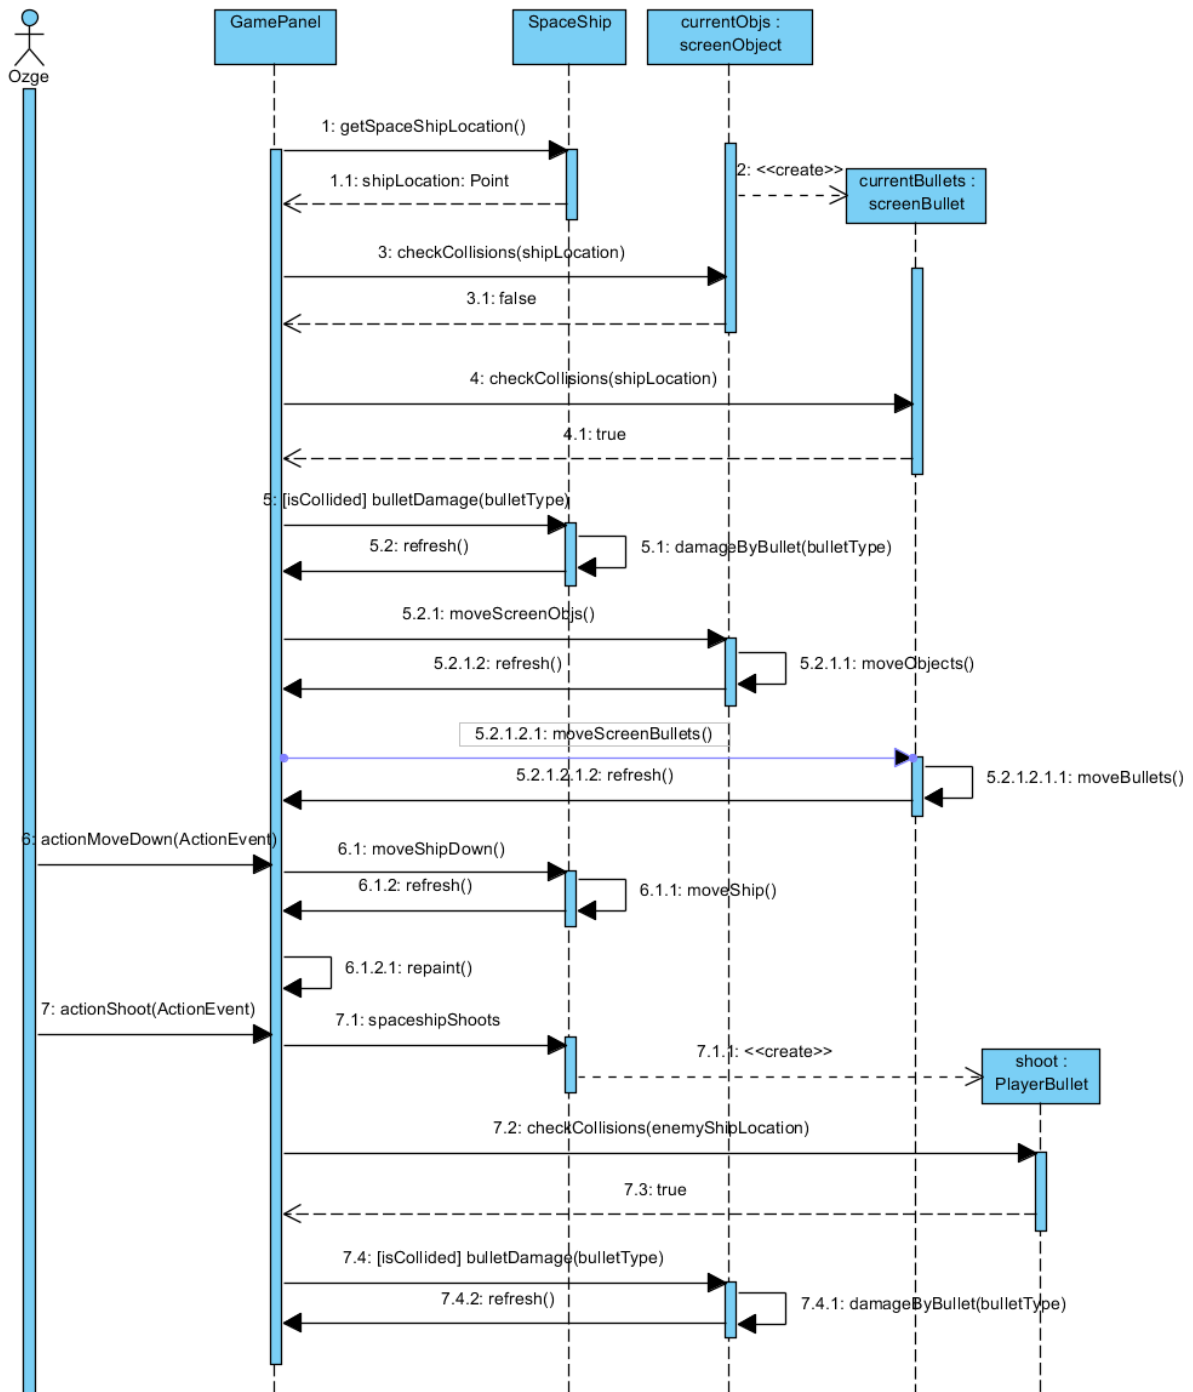 GamePanel
SpaceShip
currentObjs :
screenObject
Ozge
1: getSpaceShipLocation()
2: <<create>>
currentBullets :
screenBullet
1.1: shipLocation: Point
3: checkCollisions(shipLocation)
3.1: false
4: checkCollisions(shipLocation)
4.1: true
5: [isCollided] bulletDamage(bulletType)
5.2: refresh()
5.1: damageByBullet(bulletType)
5.2.1: moveScreenObjs()
5.2.1.2: refresh()
5.2.1.1: moveObjects()
5.2.1.2.1: moveScreenBullets()
5.2.1.2.1.2: refresh()
5.2.1.2.1.1: moveBullets()
6: actionMoveDown(ActionEvent)
6.1: moveShipDown()
6.1.2: refresh()
6.1.1: moveShip()
6.1.2.1: repaint()
7: actionShoot(ActionEvent)
7.1: spaceshipShoots
7.1.1: <<create>>
shoot :
PlayerBullet
7.2: checkCollisions(enemyShipLocation)
7.3: true
7.4: [isCollided] bulletDamage(bulletType)
7.4.2: refresh()
7.4.1: damageByBullet(bulletType)